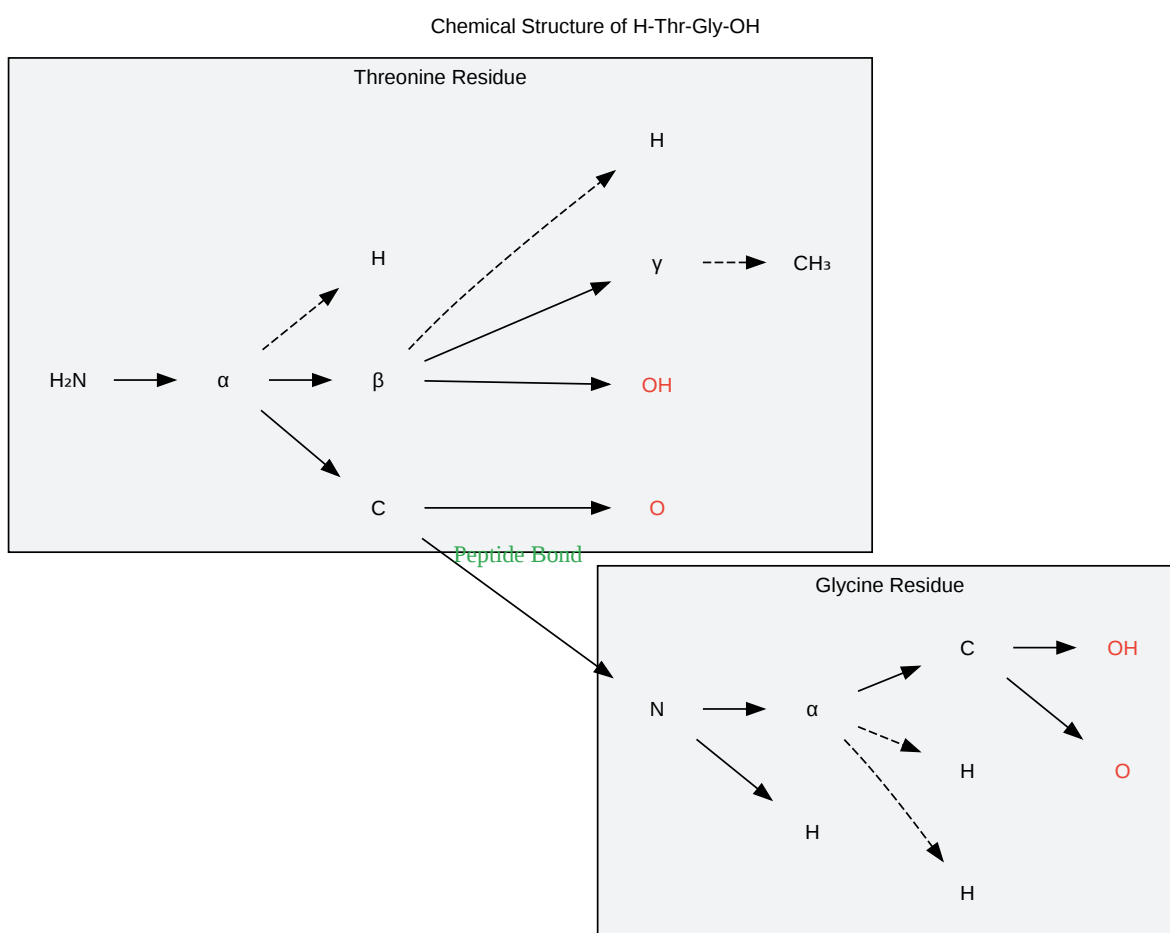 Chemical Structure of H-Thr-Gly-OH
Threonine Residue
H
H
γ
CH₃
H₂N
α
β
OH
C
O
Peptide Bond
Glycine Residue
C
OH
N
α
H
O
H
H